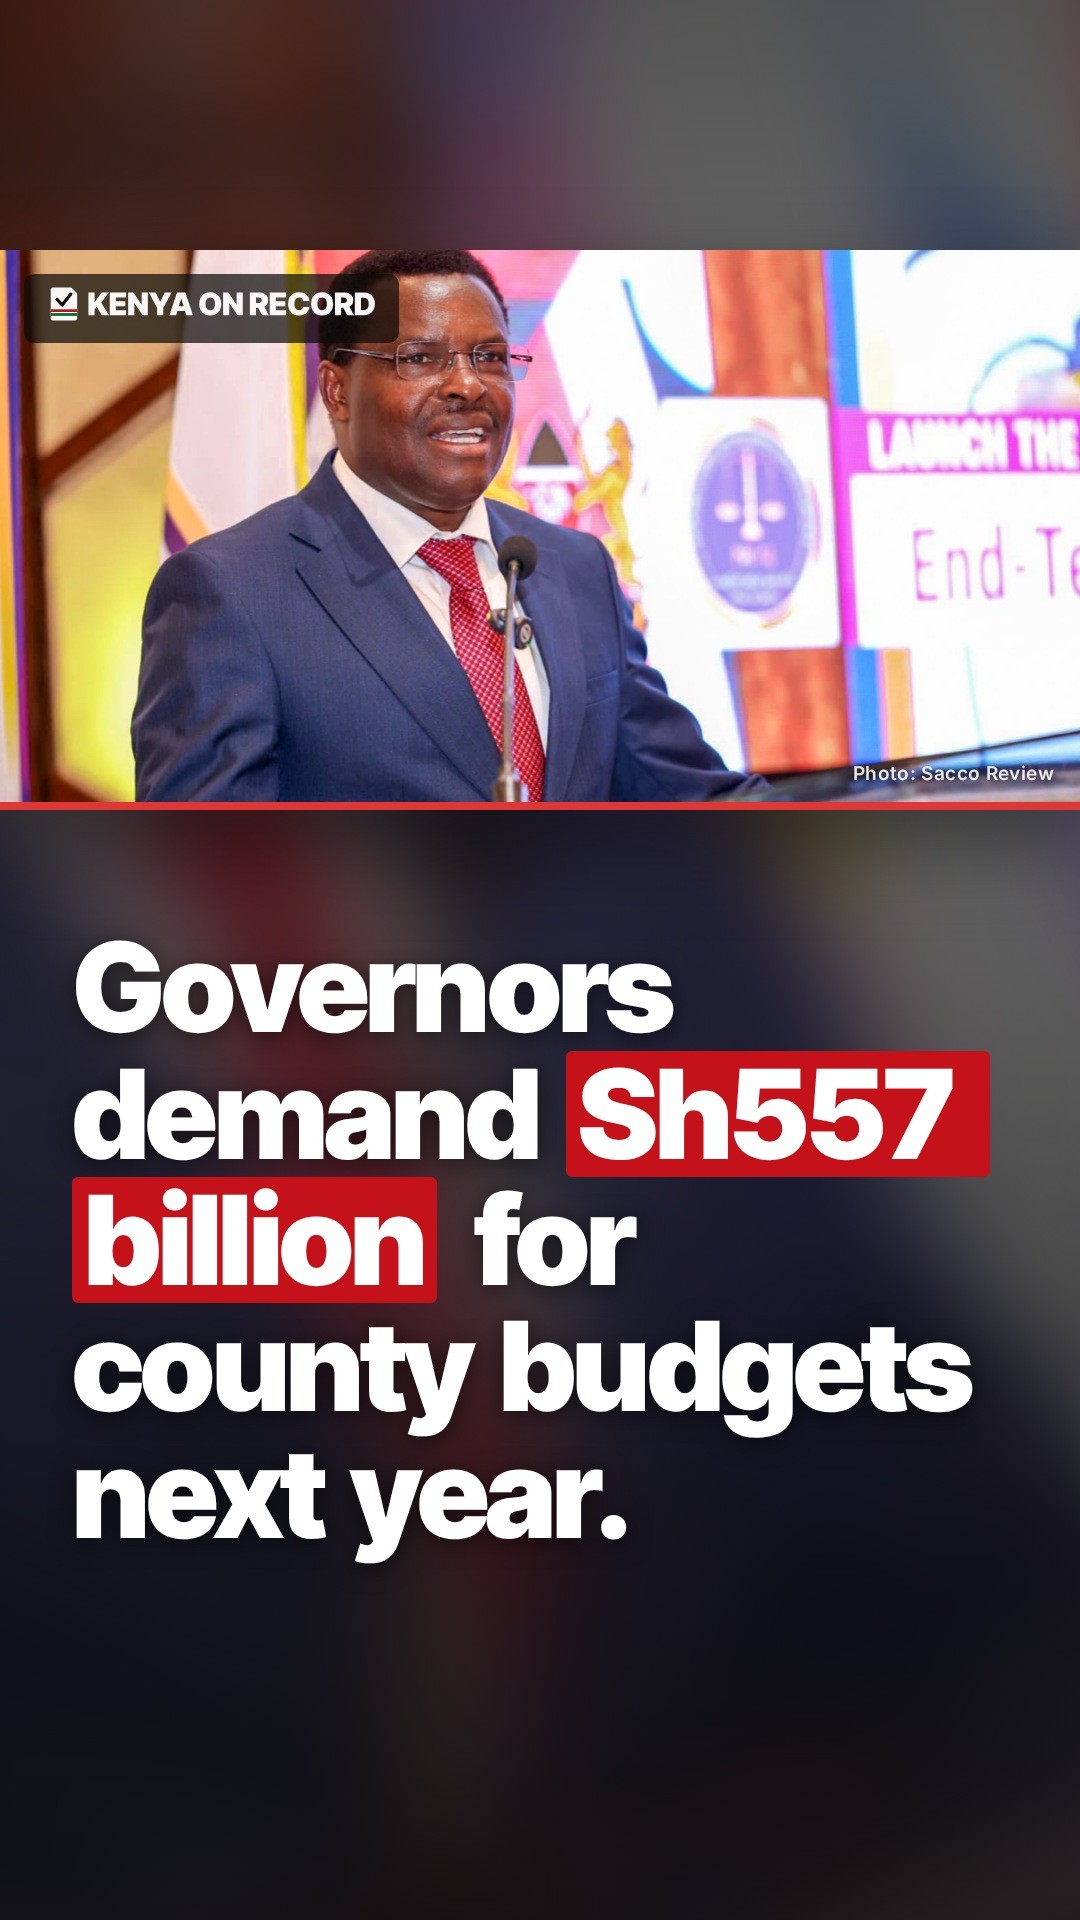 KENYA ON RECORD
LAUNCH THE
End-Te
Photo: Sacco Review
Governors
demand Sh557
billion for
county budgets
next year.